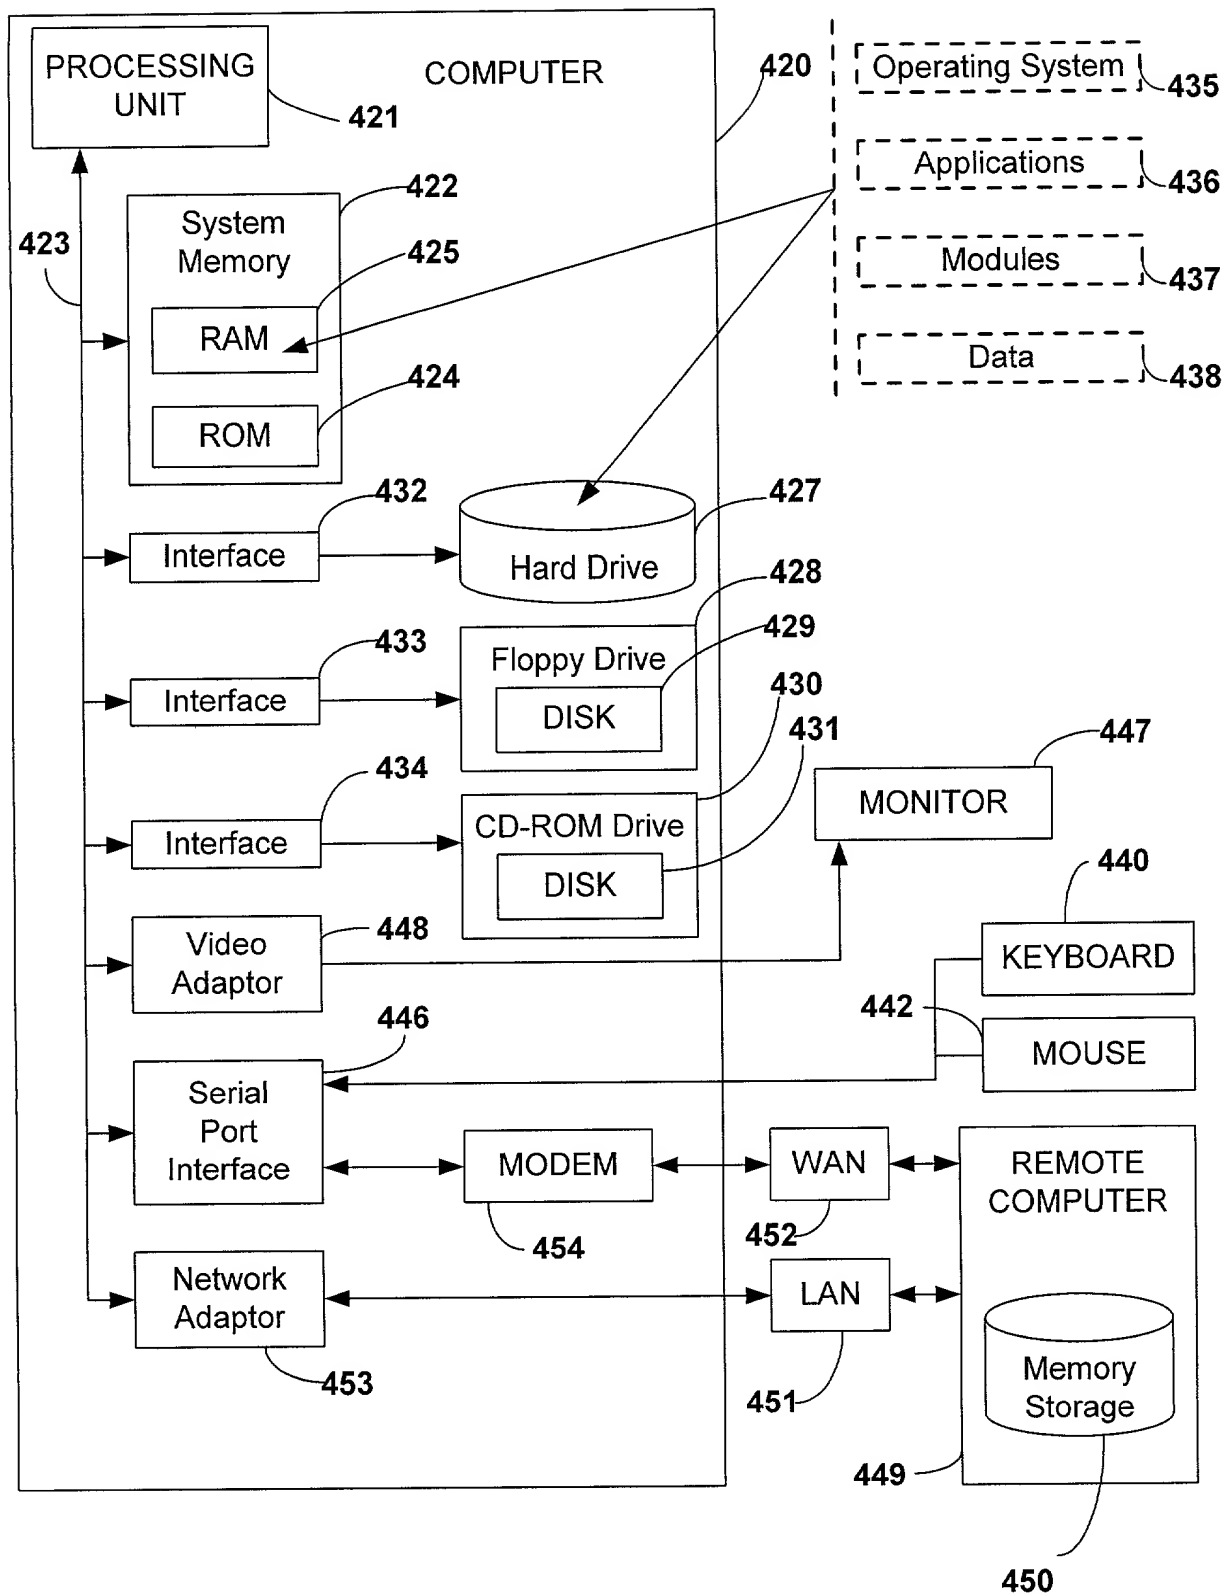 PROCESSING
UNIT
421
COMPUTER
420
Operating System
435
Applications
436
Modules
437
Data
438
423
422
System
Memory
425
RAM
424
ROM
432
Interface
427
Hard Drive
433
Interface
428
Floppy Drive
429
DISK
434
Interface
430
CD-ROM Drive
431
DISK
447
MONITOR
448
Video
Adaptor
440
KEYBOARD
442
MOUSE
446
Serial
Port
Interface
MODEM
454
WAN
452
REMOTE
COMPUTER
Network
Adaptor
453
LAN
451
Memory
Storage
449
450